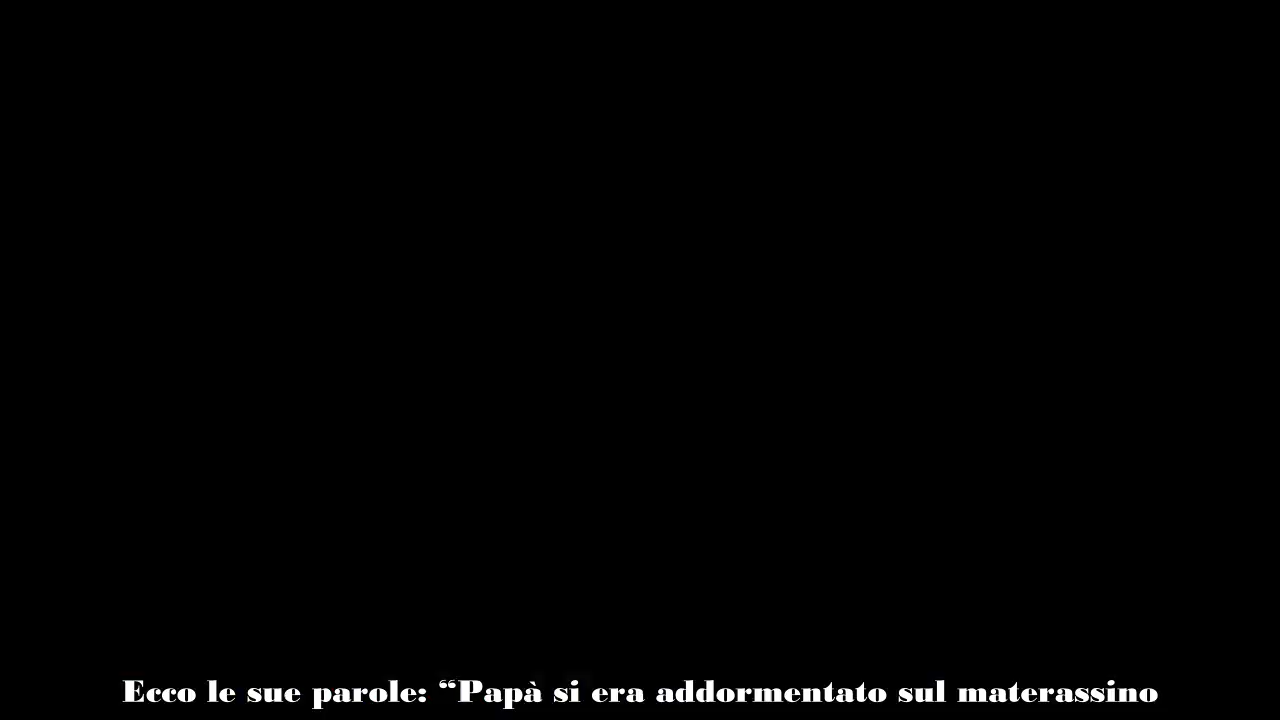 Ecco le sue parole: “Papà si era addormentato sul materassino